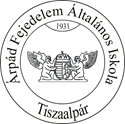 Árpád Fejedelem Általános Iskola
1931
Tiszaalpár